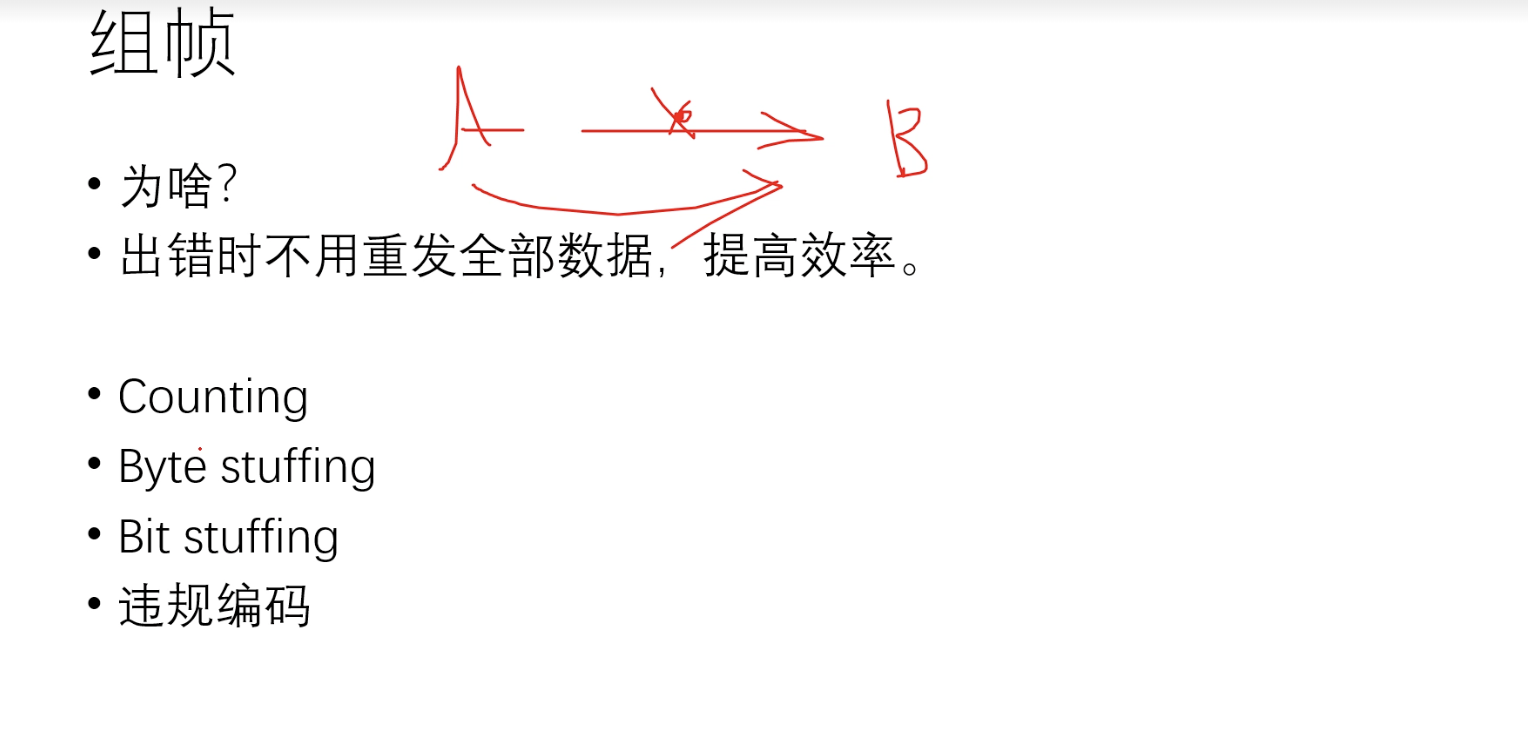 组帧
A B
• 为啥?
• 出错时不用重发全部数据，提高效率。
• Counting
• Byte stuffing
• Bit stuffing
• 违规编码